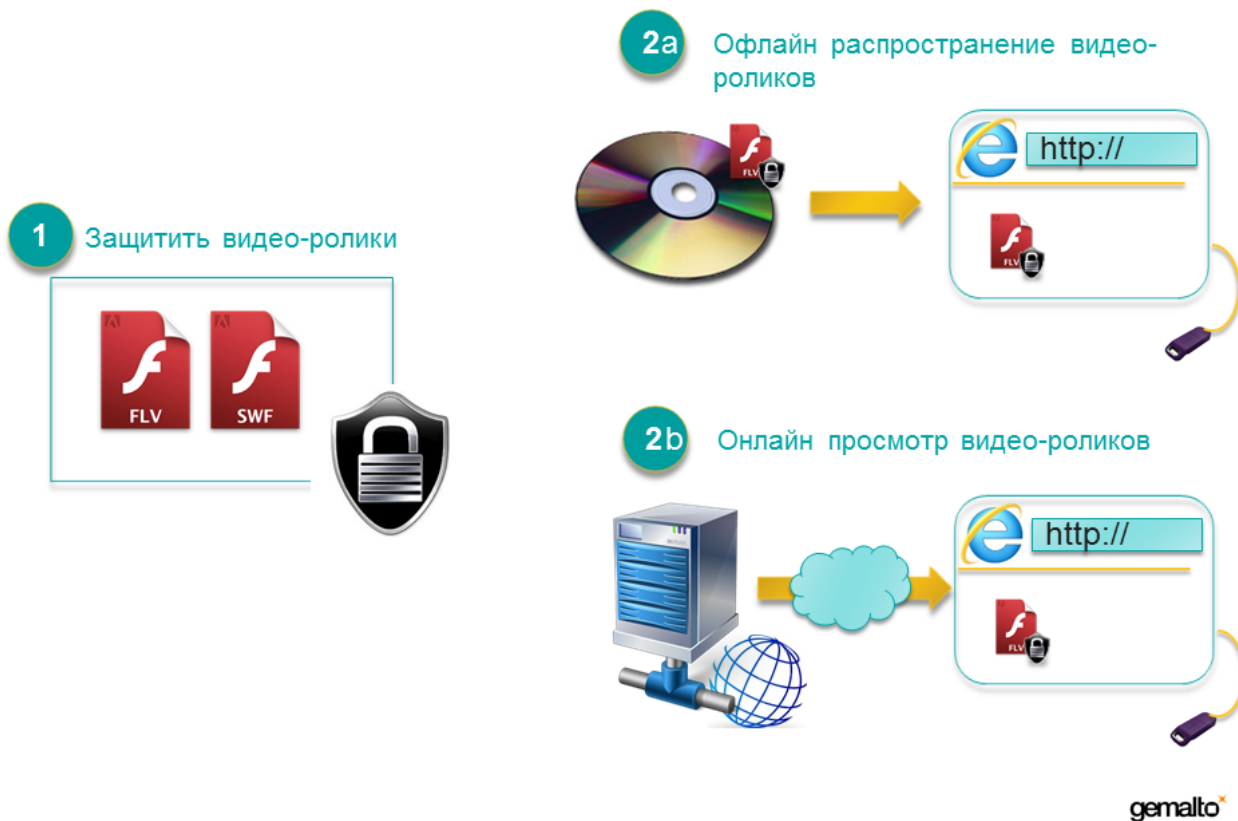 1 Защитить видео-ролики
FLV
SWF
2a Офлайн распространение видео-
роликов
FLV
http://
FLV
2b Онлайн просмотр видео-роликов
http://
FLV
gemalto